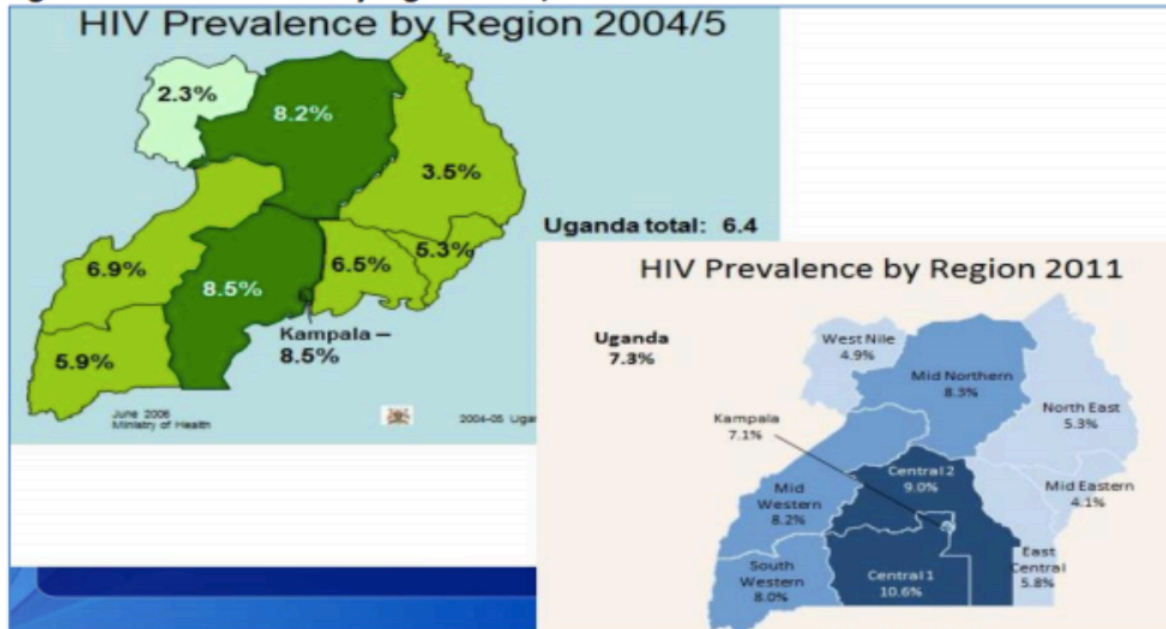 HIV Prevalence by Region 2004/5
2.3%
8.2%
3.5%
Uganda total: 6.4
5.3%
6.5%
6.9%
8.5%
Kampala –
8.5%
5.9%
June 2006
Ministry of Health
2004-05
HIV Prevalence by Region 2011
Uganda
7.3%
West Nile
4.9%
Mid Northern
8.3%
North East
5.3%
Kampala
7.1%
Central 2
9.0%
Mid Eastern
4.1%
Mid
Western
8.2%
East
Central
5.8%
South
Western
8.0%
Central 1
10.6%